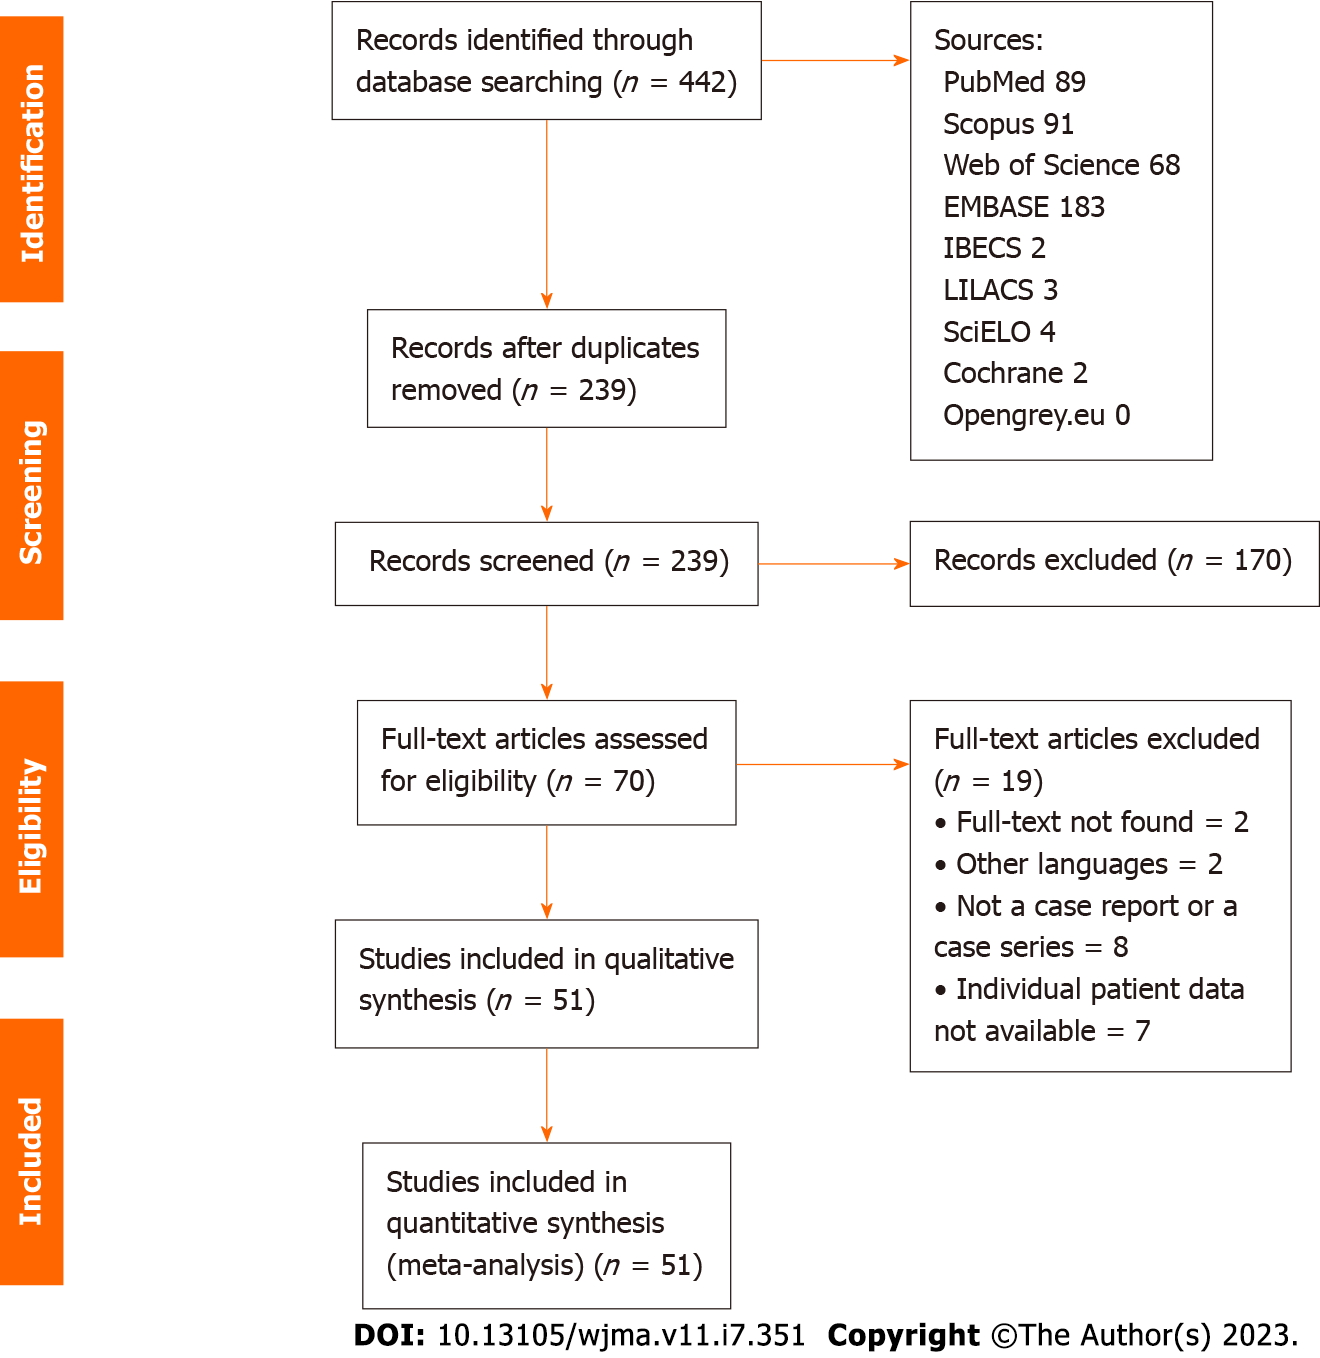 Identification
Records identified through
database searching (n = 442)
Sources:
PubMed 89
Scopus 91
Web of Science 68
EMBASE 183
IBECS 2
LILACS 3
SciELO 4
Cochrane 2
Opengrey.eu 0
Screening
Records after duplicates
removed (n = 239)
Records screened (n = 239)
Records excluded (n = 170)
Eligibility
Full-text articles assessed
for eligibility (n = 70)
Full-text articles excluded
(n = 19)
• Full-text not found = 2
• Other languages = 2
• Not a case report or a
case series = 8
• Individual patient data
not available = 7
Studies included in qualitative
synthesis (n = 51)
Included
Studies included in
quantitative synthesis
(meta-analysis) (n = 51)
DOI: 10.13105/wjma.v11.i7.351 Copyright ©The Author(s) 2023.